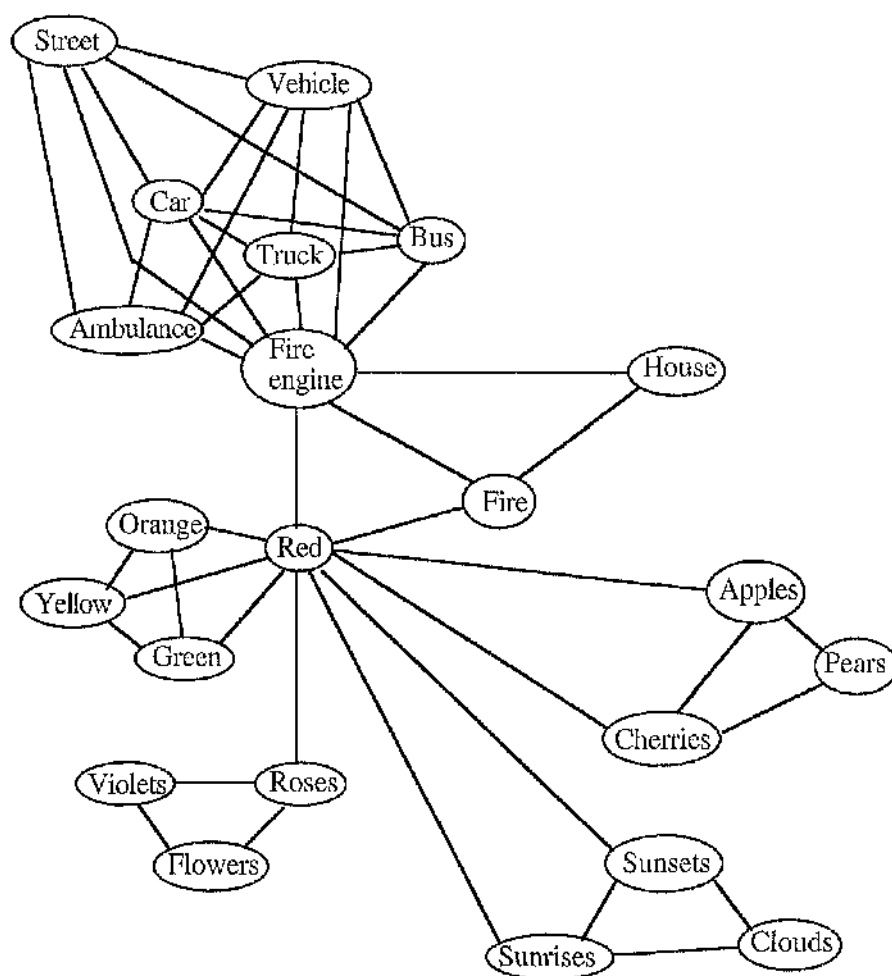 Street
Vehicle
Car
Bus
Truck
Ambulance
Fire
engine
House
Fire
Orange
Red
Yellow
Apples
Green
Pears
Cherries
Violets
Roses
Flowers
Sunsets
Sunrises
Clouds